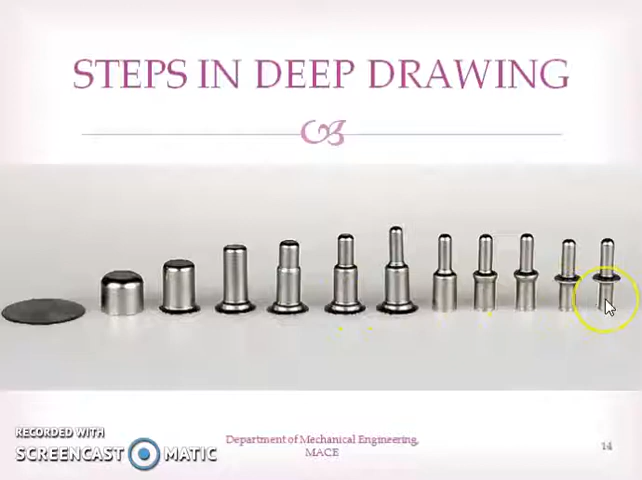 STEPS IN DEEP DRAWING
RECORDED WITH
SCREENCAST MATIC
Department of Mechanical Engineering,
MACE
14